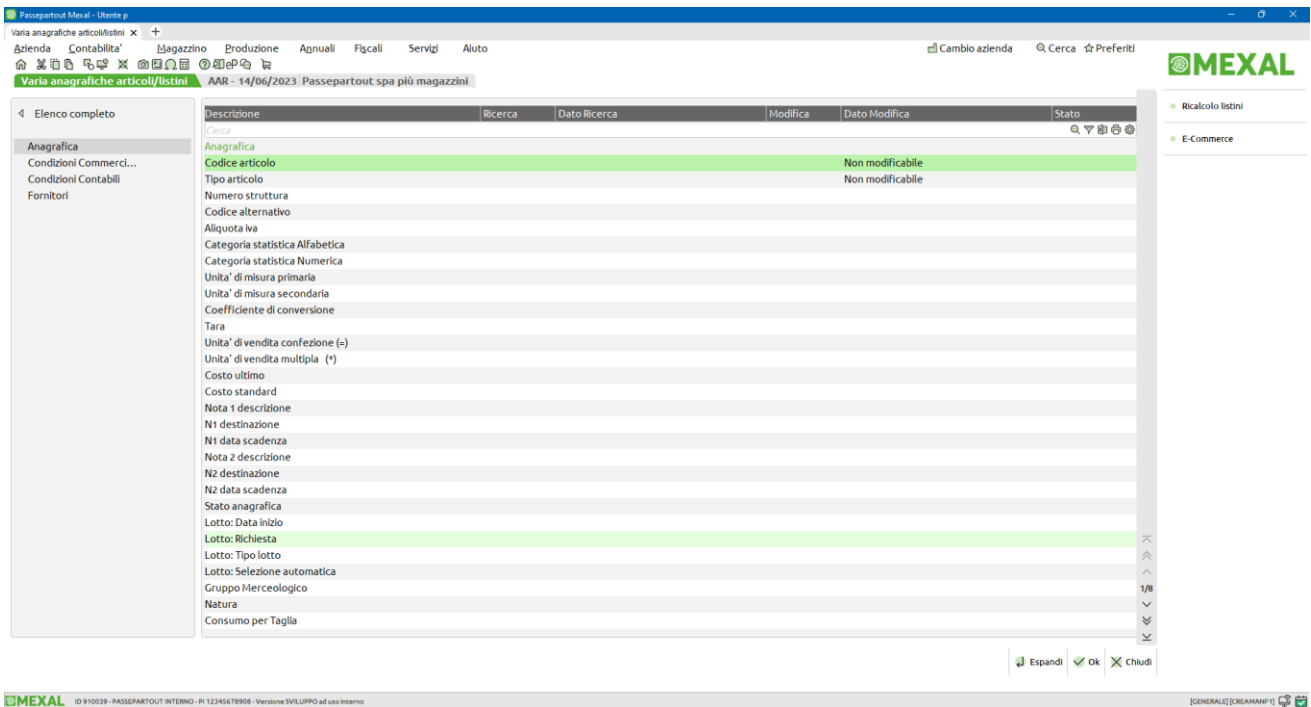 Passepartout Mexal - Utente p
Varia anagrafiche articoli/listini × +
Azienda Contabilita' Magazzino Produzione Annuali Fiscali Servizi Aiuto Cambio azienda Cerca Preferiti
Varia anagrafiche articoli/listini AAR - 14/06/2023 Passepartout spa più magazzini
MEXAL
Elenco completo
Anagrafica
Condizioni Commerci...
Condizioni Contabili
Fornitori
Descrizione Ricerca Dato Ricerca Modifica Dato Modifica Stato
Cerca
Anagrafica
Codice articolo Non modificabile
Tipo articolo Non modificabile
Numero struttura
Codice alternativo
Aliquota iva
Categoria statistica Alfabetica
Categoria statistica Numerica
Unita' di misura primaria
Unita' di misura secondaria
Coefficiente di conversione
Tara
Unita' di vendita confezione (=)
Unita' di vendita multipla (*)
Costo ultimo
Costo standard
Nota 1 descrizione
N1 destinazione
N1 data scadenza
Nota 2 descrizione
N2 destinazione
N2 data scadenza
Stato anagrafica
Lotto: Data inizio
Lotto: Richiesta
Lotto: Tipo lotto
Lotto: Selezione automatica
Gruppo Merceologico
Natura
Consumo per Taglia
1/8
Ricalcolo listini
E-Commerce
Espandi Ok Chiudi
MEXAL ID 910039 - PASSEPARTOUT INTERNO - PI 12345678908 - Versione SVILUPPO ad uso interno [GENERALE] [CREAMANF1]